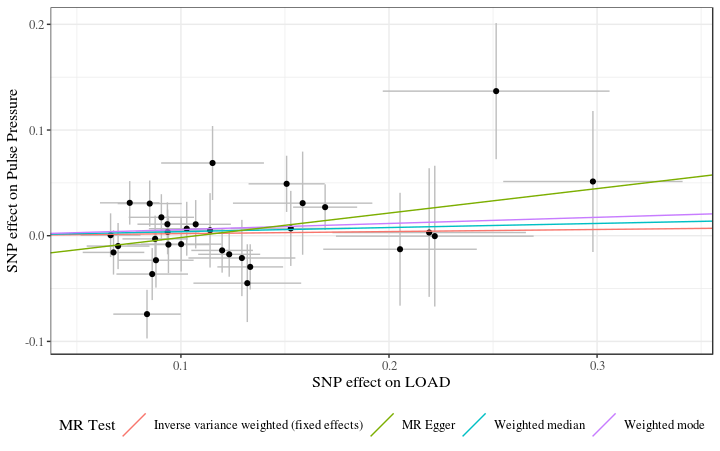 0.2
0.1
0.0
-0.1
SNP effect on Pulse Pressure
0.1 0.2 0.3
SNP effect on LOAD
MR Test Inverse variance weighted (fixed effects) MR Egger Weighted median Weighted mode